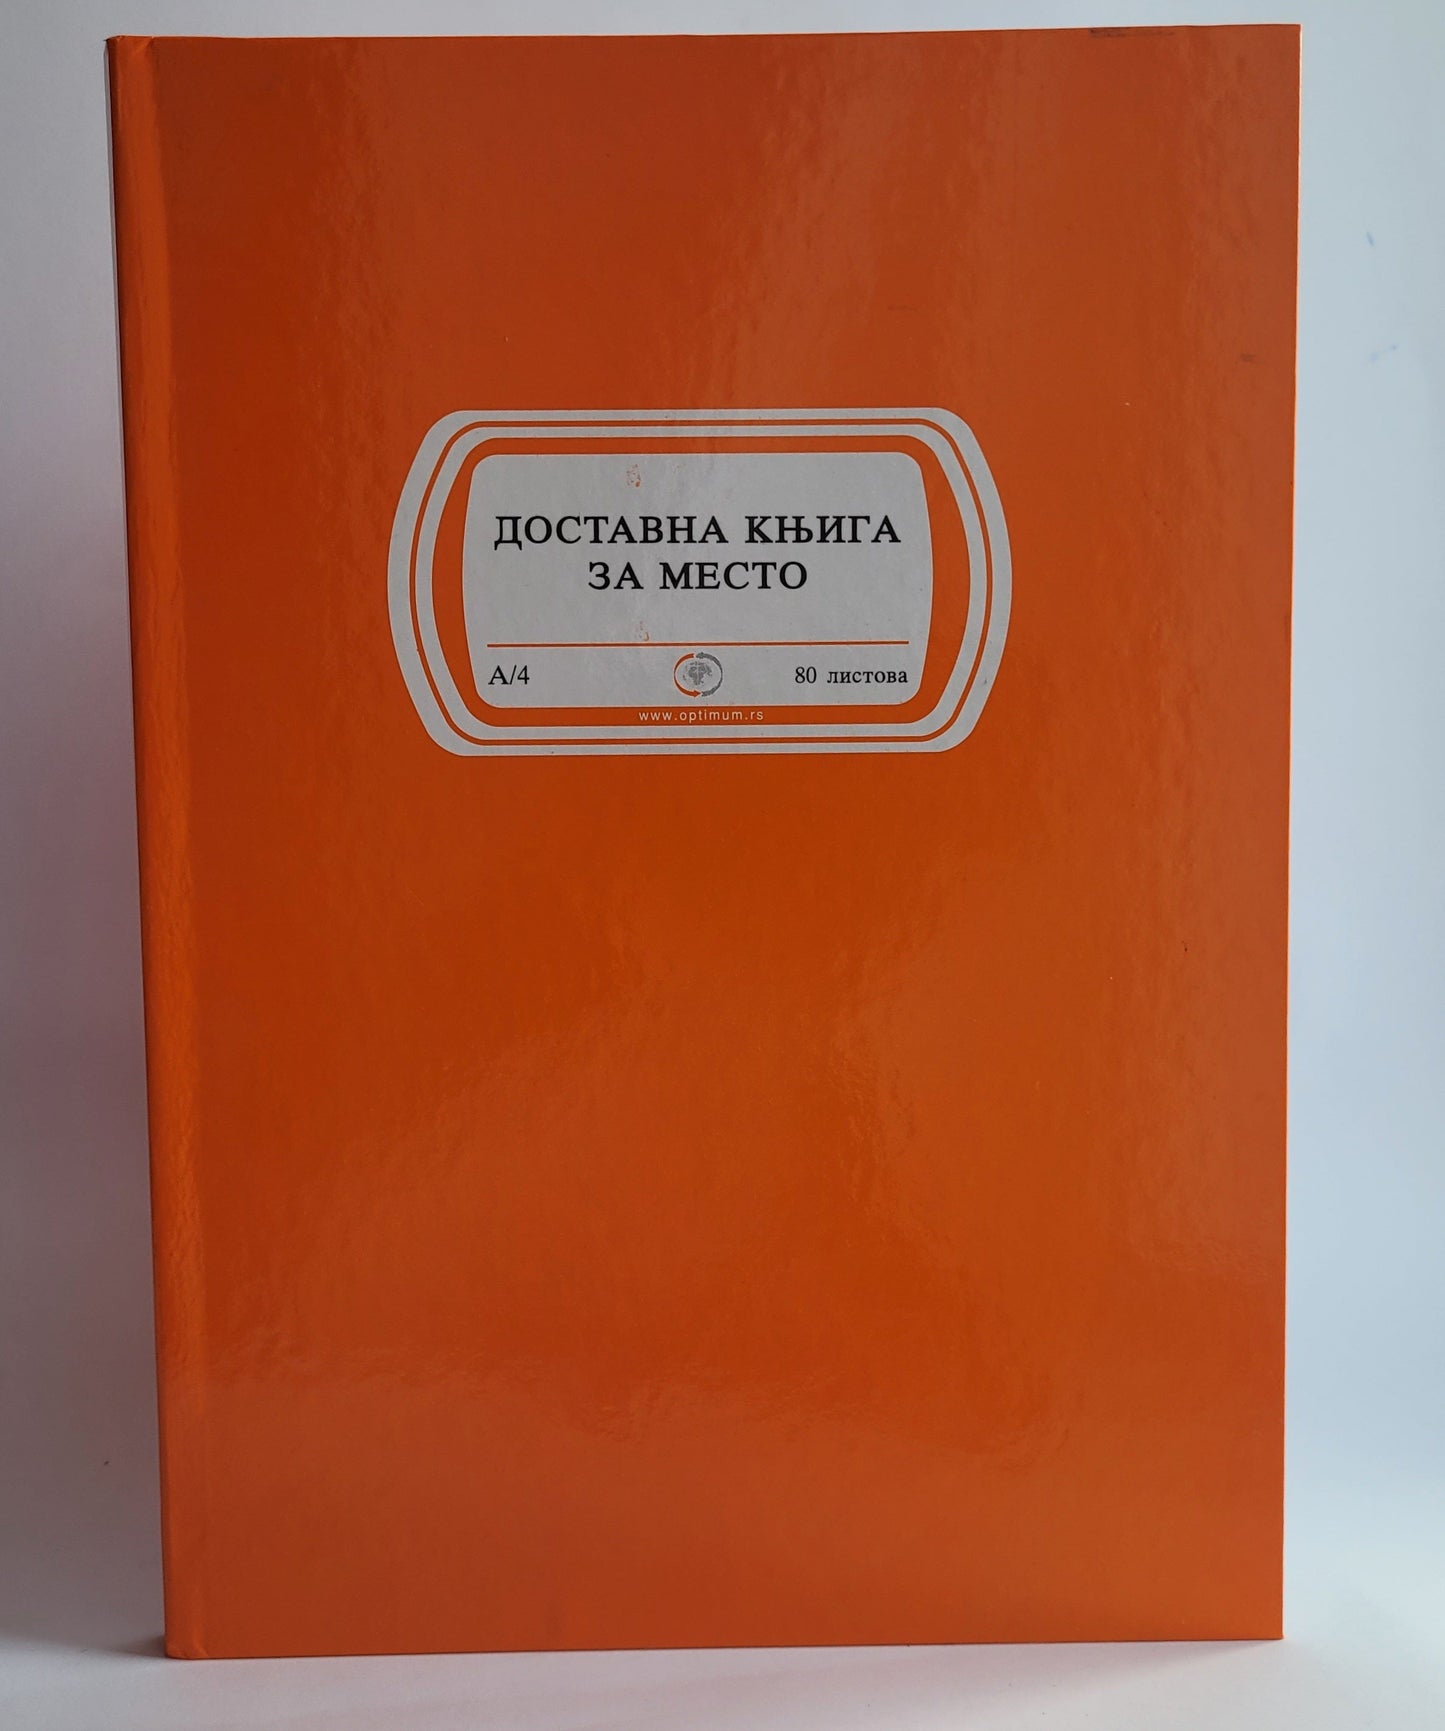 ДОСТАВНА КЊИГА
ЗА МЕСТО
А/4 80 листова
www.optimum.rs